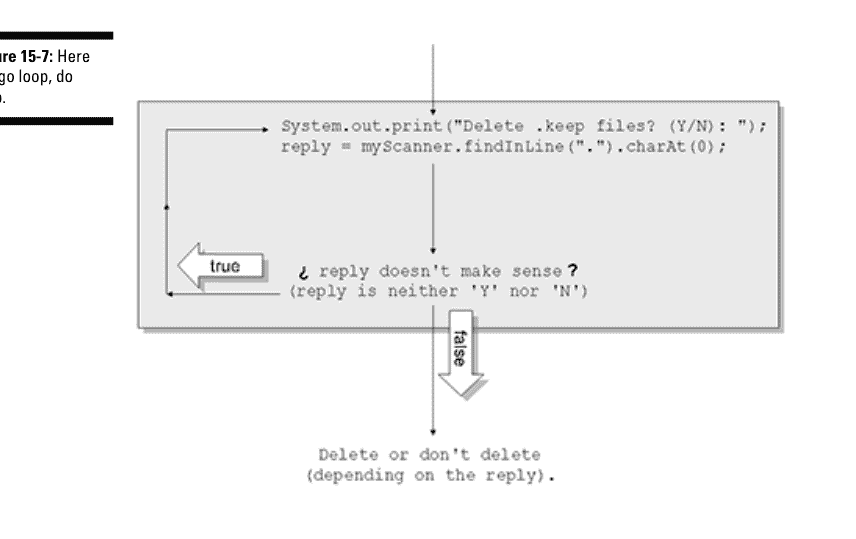 ure 15-7: Here
go loop, do
.
System.out.print("Delete .keep files? (Y/N): ");
reply = myScanner.findInLine(".").charAt(0);
true
¿ reply doesn't make sense ?
(reply is neither 'Y' nor 'N')
false
Delete or don't delete
(depending on the reply).